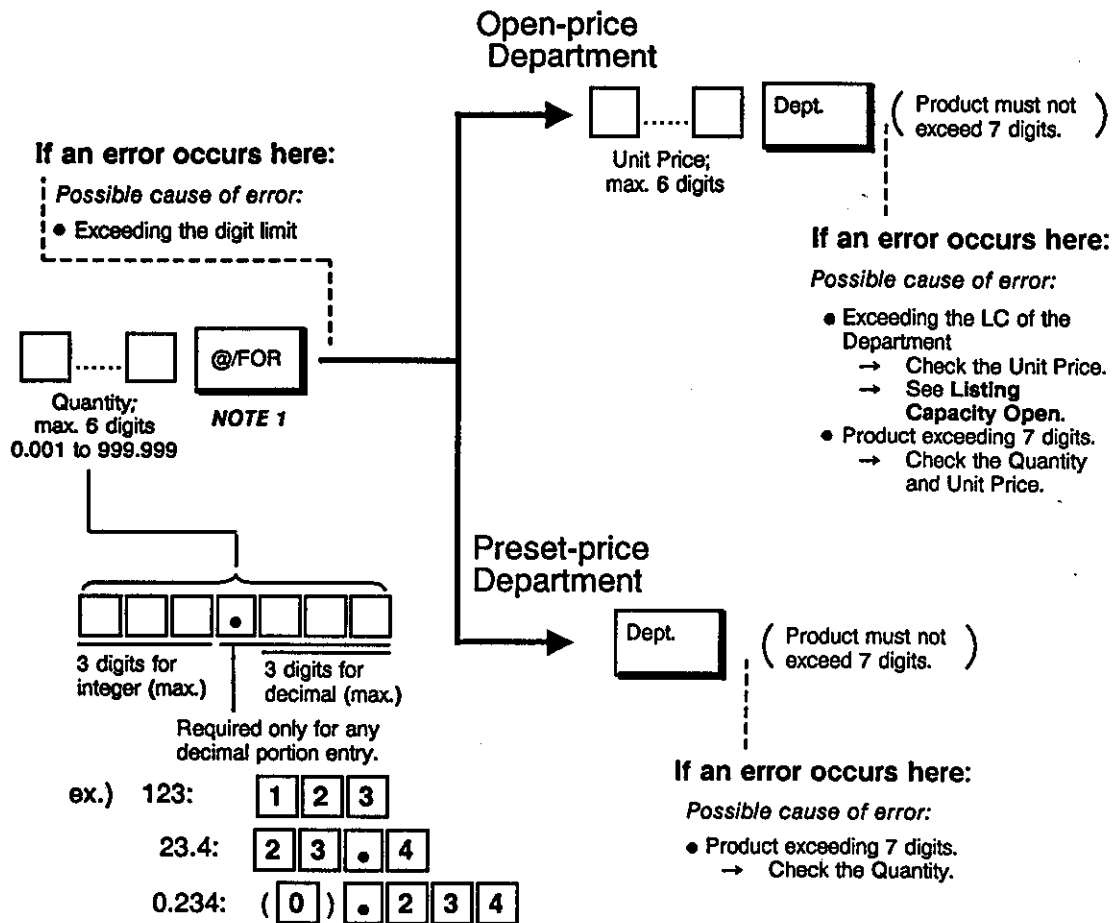 Open-price
Department
Dept.
( Product must not
exceed 7 digits. )
Unit Price;
max. 6 digits
If an error occurs here:
Possible cause of error:
• Exceeding the digit limit
If an error occurs here:
Possible cause of error:
• Exceeding the LC of the
Department
→ Check the Unit Price.
→ See Listing
Capacity Open.
• Product exceeding 7 digits.
→ Check the Quantity
and Unit Price.
@/FOR
Quantity;
max. 6 digits
0.001 to 999.999
NOTE 1
Preset-price
Department
Dept.
( Product must not
exceed 7 digits. )
.
3 digits for
integer (max.)
3 digits for
decimal (max.)
Required only for any
decimal portion entry.
ex.) 123: 1 2 3
23.4: 2 3 . 4
0.234: ( 0 ) . 2 3 4
If an error occurs here:
Possible cause of error:
• Product exceeding 7 digits.
→ Check the Quantity.